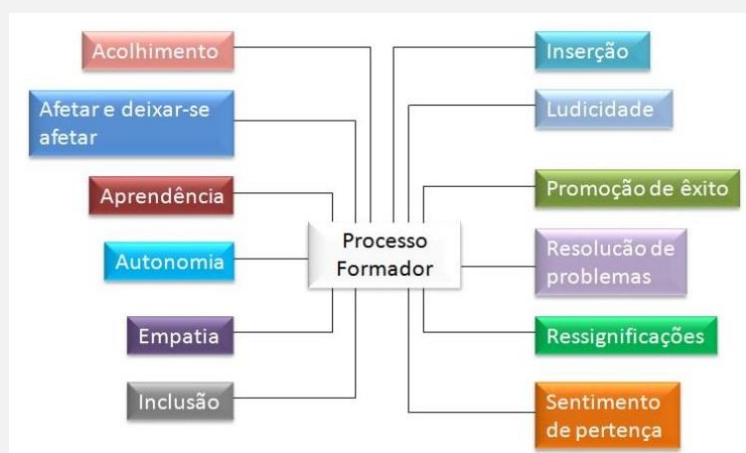 Acolhimento
Afetar e deixar-se
afetar
Aprendência
Autonomia
Empatia
Inclusão
Processo
Formador
Inserção
Ludicidade
Promoção de êxito
Resolucão de
problemas
Ressignificações
Sentimento
de pertença